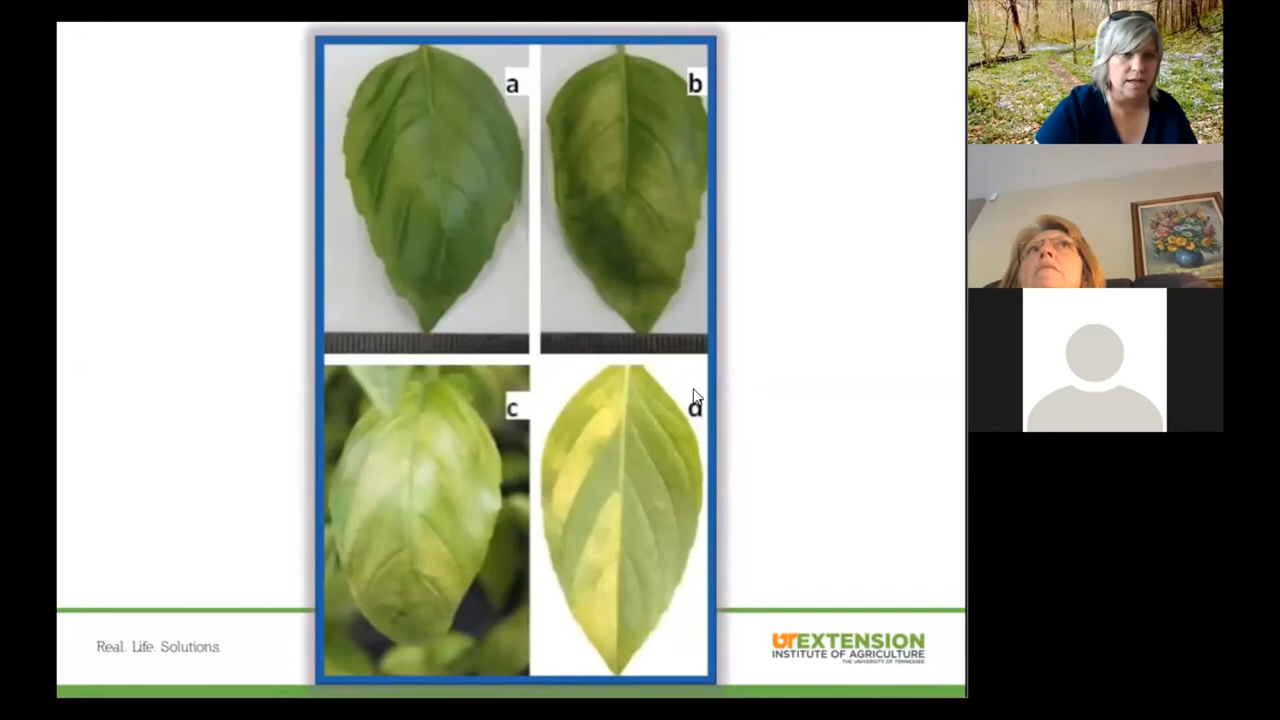 a
b
c
d
Real. Life. Solutions.
UTEXTENSION
INSTITUTE OF AGRICULTURE
THE UNIVERSITY OF TENNESSEE